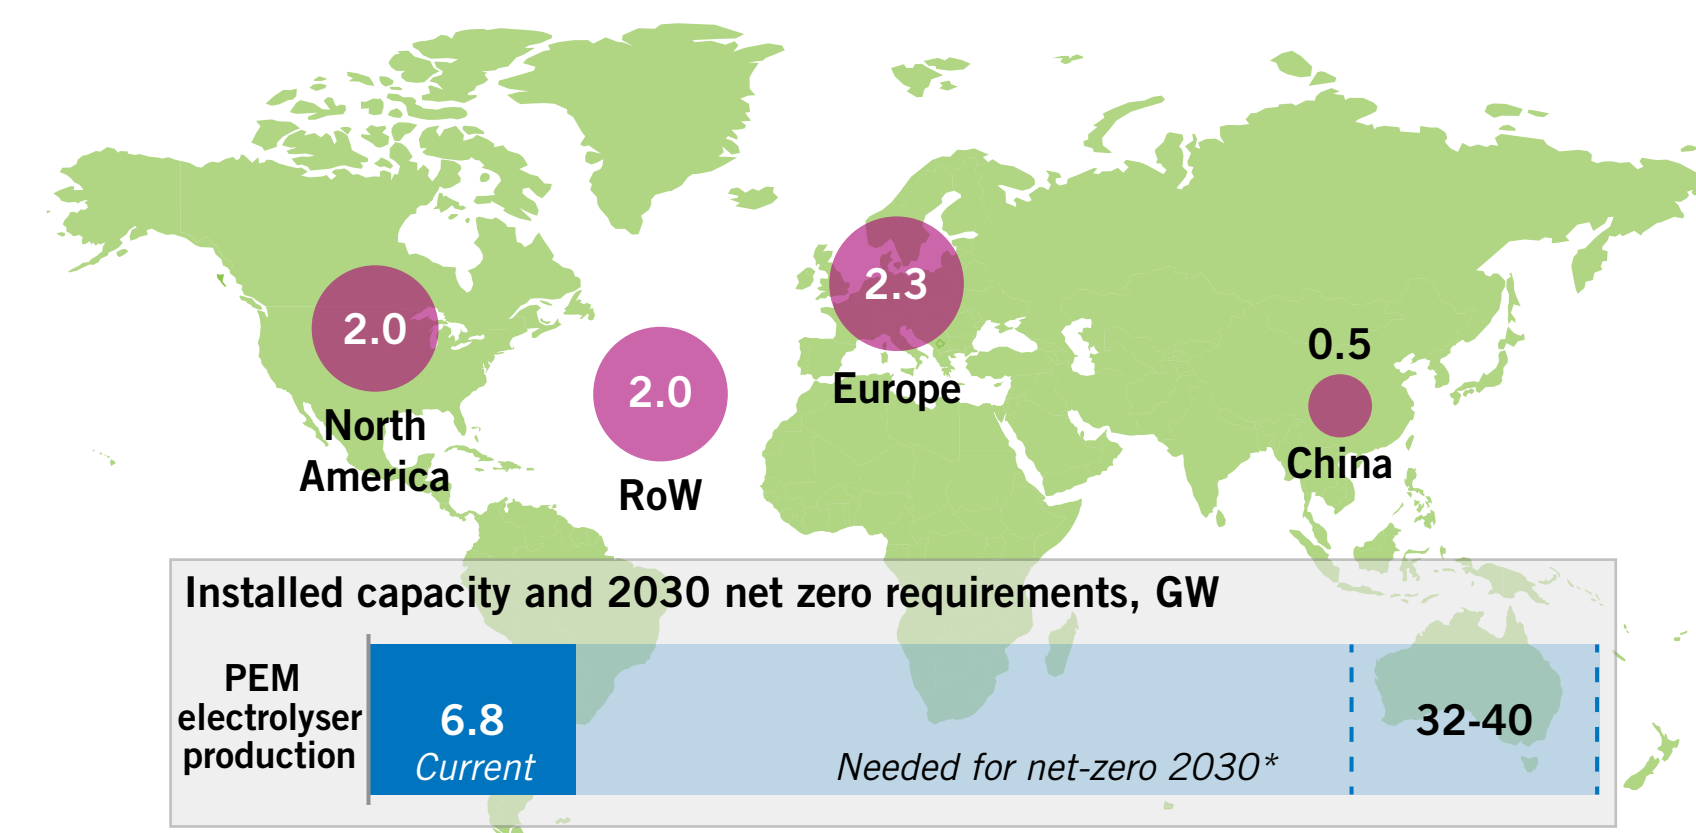 2.0
North
America
2.0
RoW
2.3
Europe
0.5
China
Installed capacity and 2030 net zero requirements, GW
PEM
electrolyser
production
6.8
Current
Needed for net-zero 2030*
32-40